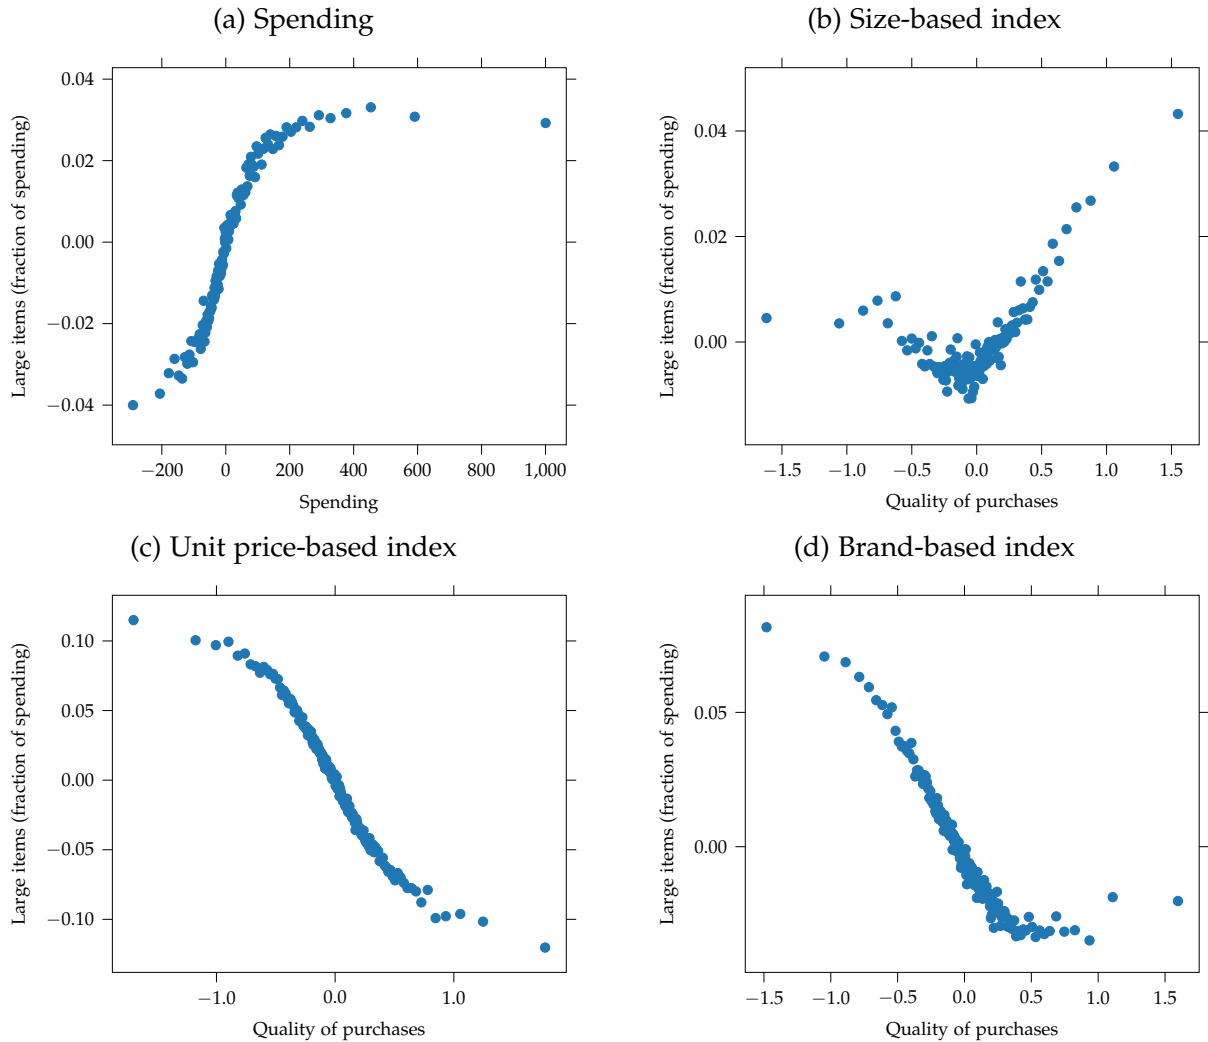 (a) Spending
Large items (fraction of spending)
0.04
0.02
0.00
−0.02
−0.04
−200 0 200 400 600 800 1,000
Spending
(b) Size-based index
Large items (fraction of spending)
0.04
0.02
0.00
−1.5 −1.0 −0.5 0.0 0.5 1.0 1.5
Quality of purchases
(c) Unit price-based index
Large items (fraction of spending)
0.10
0.05
0.00
−0.05
−0.10
−1.0 0.0 1.0
Quality of purchases
(d) Brand-based index
Large items (fraction of spending)
0.05
0.00
−1.5 −1.0 −0.5 0.0 0.5 1.0 1.5
Quality of purchases